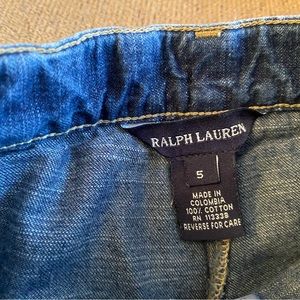 RALPH LAUREN
5
MADE IN
COLOMBIA
100% COTTON
RN 113338
REVERSE FOR CARE